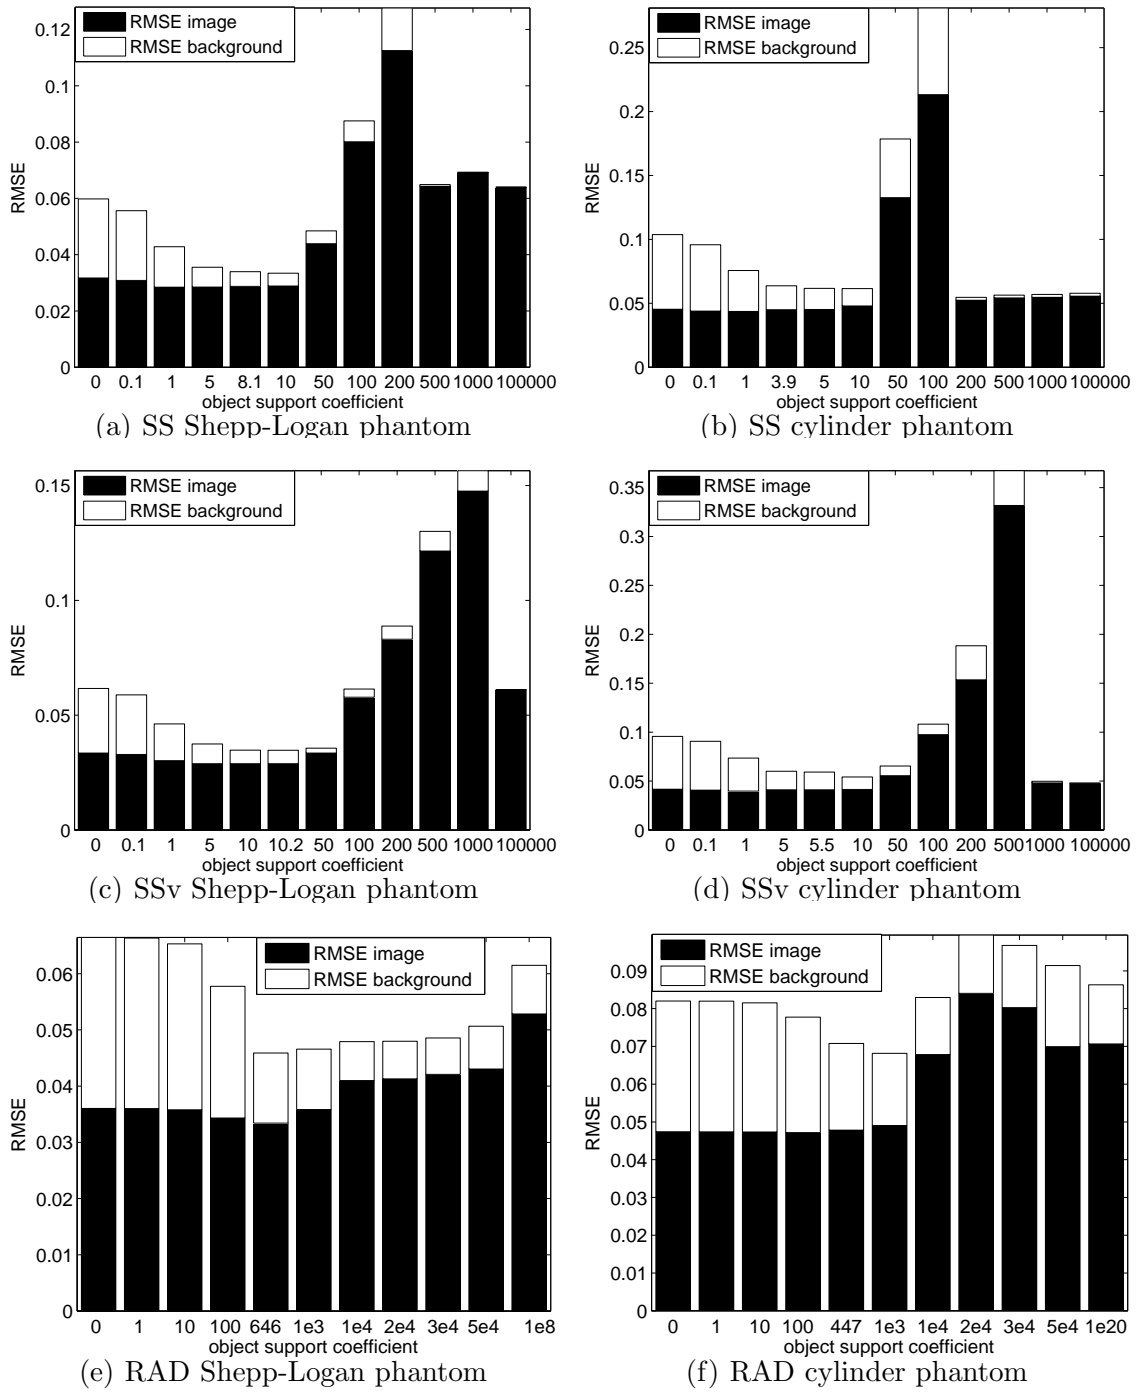 RMSE image
RMSE background
0.12
0.1
0.08
0.06
0.04
0.02
0
RMSE
0 0.1 1 5 8.1 10 50 100 200 500 1000 100000
object support coefficient
(a) SS Shepp-Logan phantom
RMSE image
RMSE background
0.25
0.2
0.15
0.1
0.05
0
RMSE
0 0.1 1 3.9 5 10 50 100 200 500 1000 100000
object support coefficient
(b) SS cylinder phantom
RMSE image
RMSE background
0.15
0.1
0.05
0
RMSE
0 0.1 1 5 10 10.2 50 100 200 500 1000 100000
object support coefficient
(c) SSv Shepp-Logan phantom
RMSE image
RMSE background
0.35
0.3
0.25
0.2
0.15
0.1
0.05
0
RMSE
0 0.1 1 5 5.5 10 50 100 200 500 1000 100000
object support coefficient
(d) SSv cylinder phantom
RMSE image
RMSE background
0.06
0.05
0.04
0.03
0.02
0.01
0
RMSE
0 1 10 100 646 1e3 1e4 2e4 3e4 5e4 1e8
object support coefficient
(e) RAD Shepp-Logan phantom
RMSE image
RMSE background
0.09
0.08
0.07
0.06
0.05
0.04
0.03
0.02
0.01
0
RMSE
0 1 10 100 447 1e3 1e4 2e4 3e4 5e4 1e20
object support coefficient
(f) RAD cylinder phantom